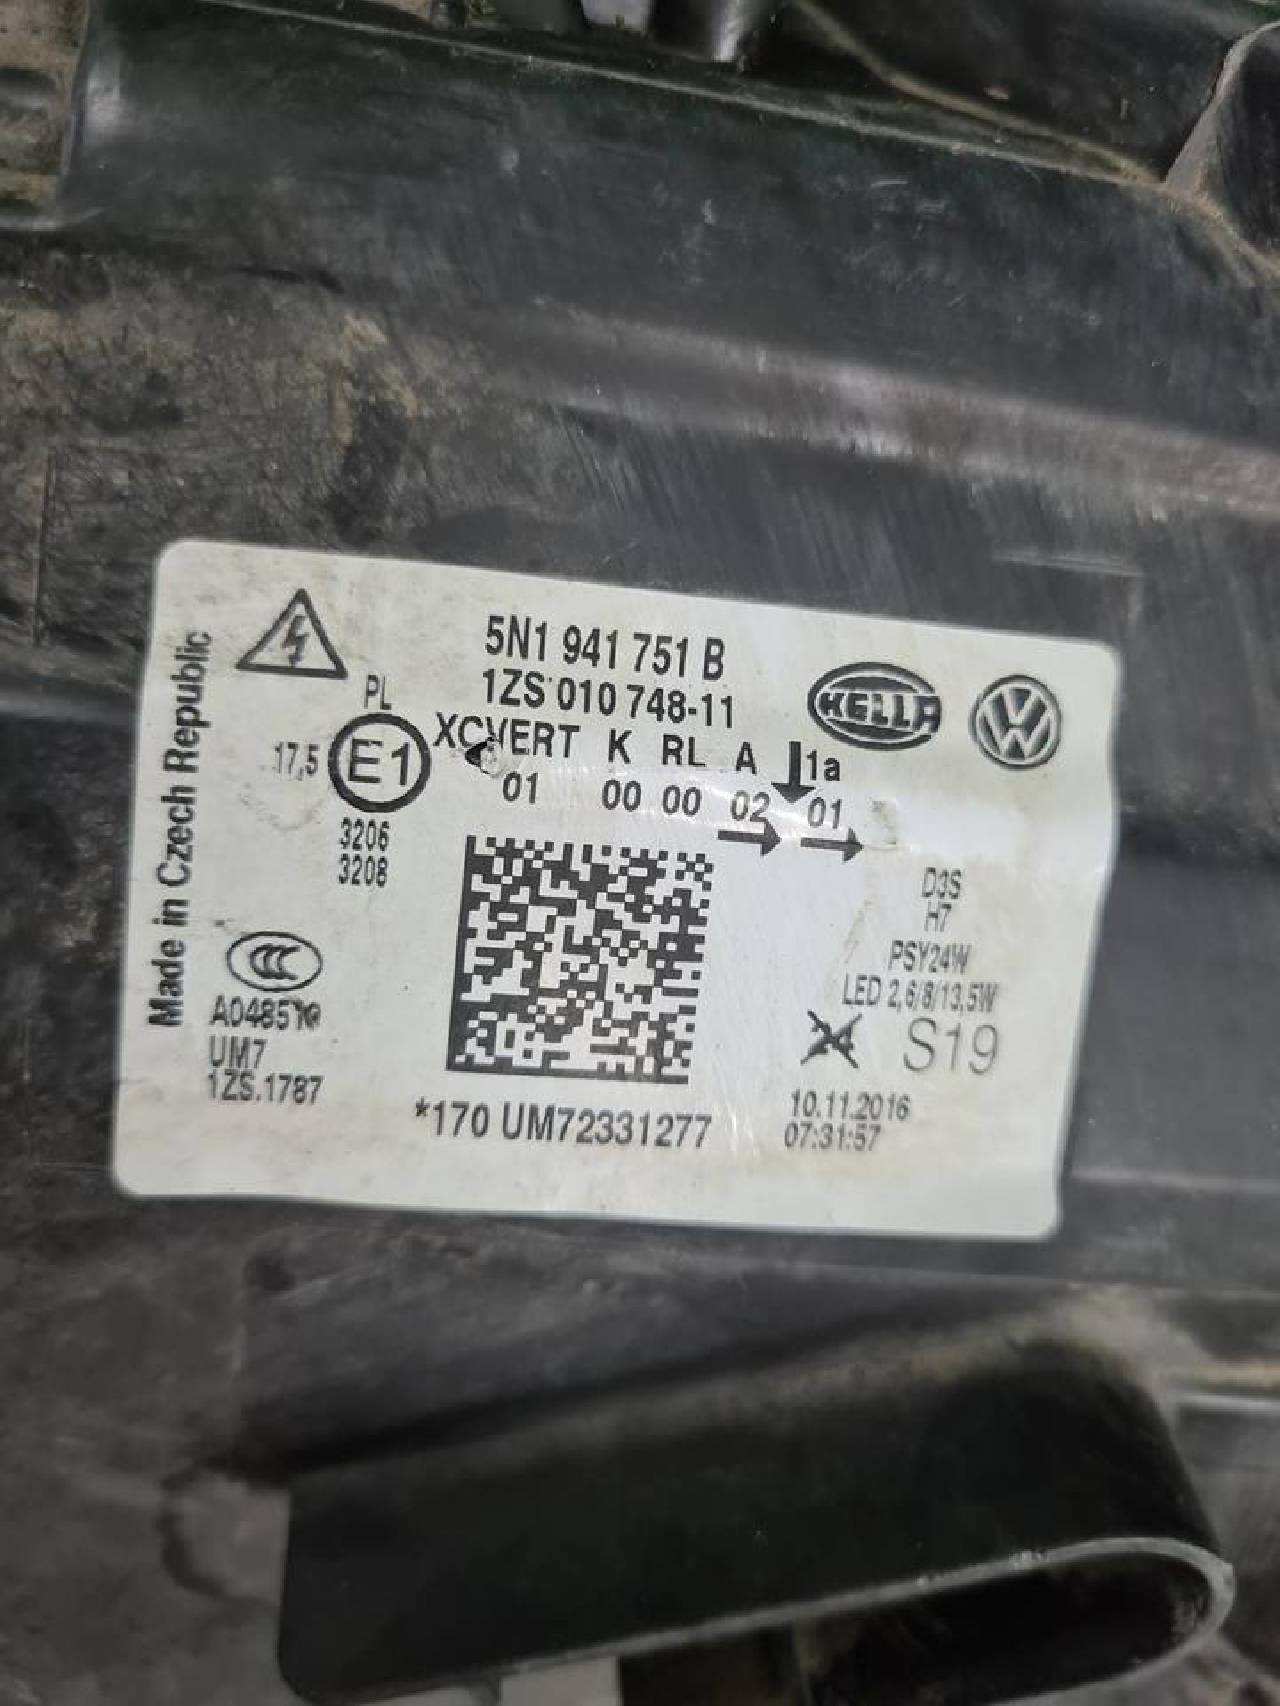 5N1 941 751 B
1ZS 010 748-11
HELLA
PL
XCVERT K RL A 1a
17,5 E1
01 00 00 02 01
3206
3208
Made in Czech Republic
D3S
H7
PSY24W
LED 2,6/8/13,5W
24 S19
CCC
UM7
1ZS.1787
*170 UM72331277
10.11.2016
07:31:57